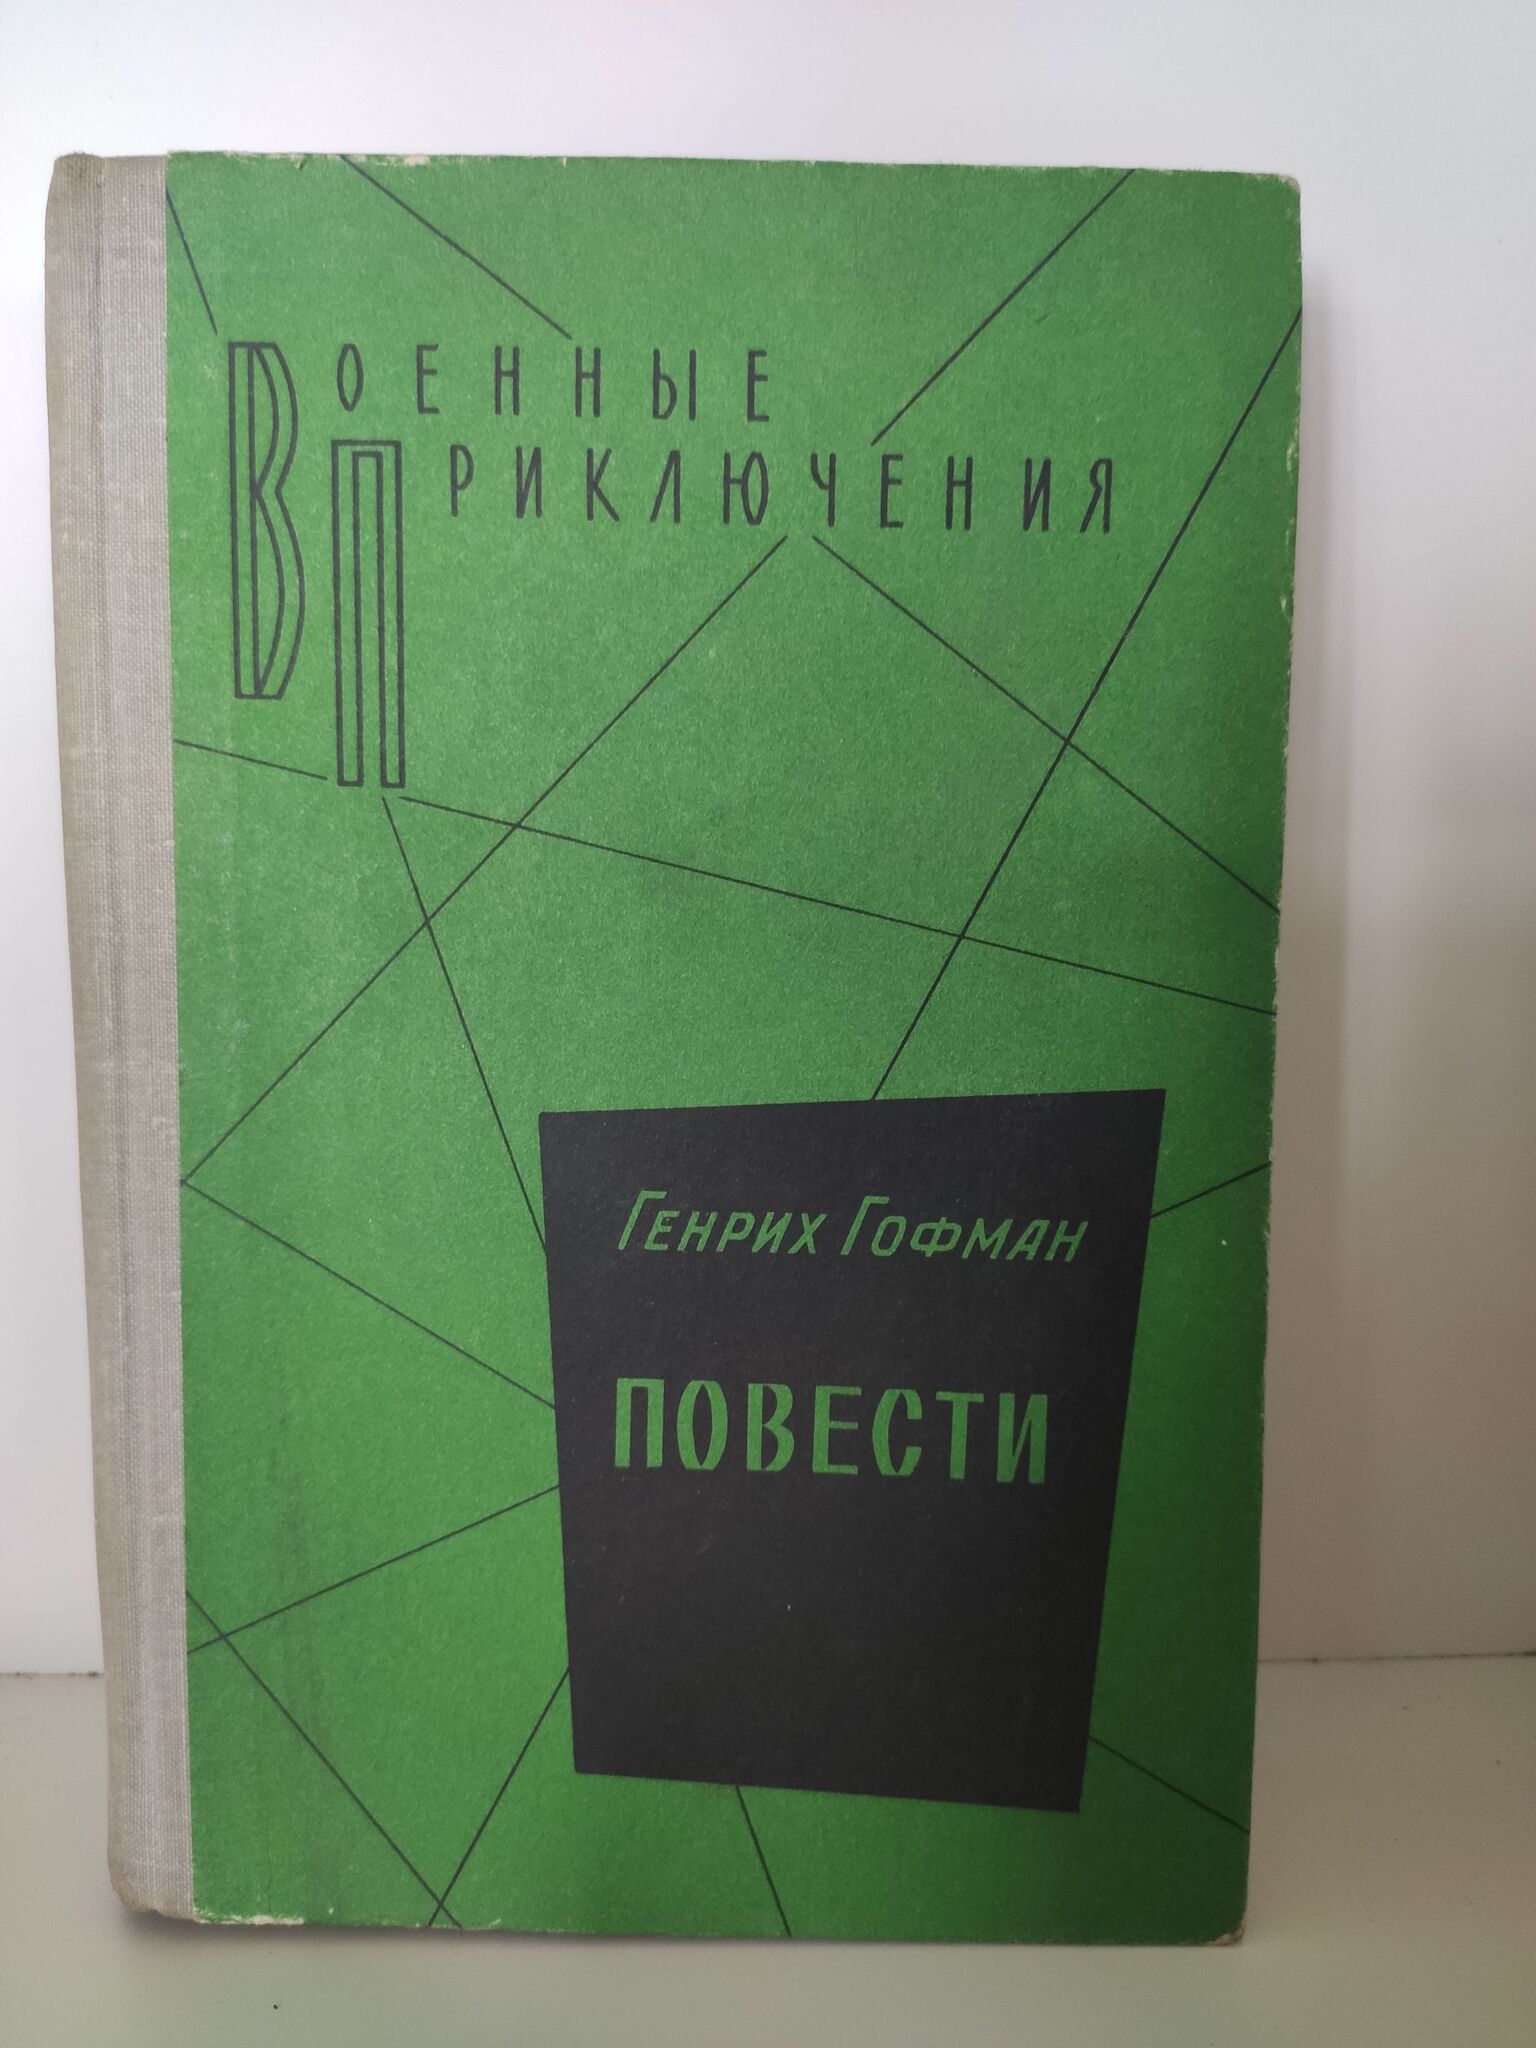 Военные
Приключения
Генрих Гофман
ПОВЕСТИ